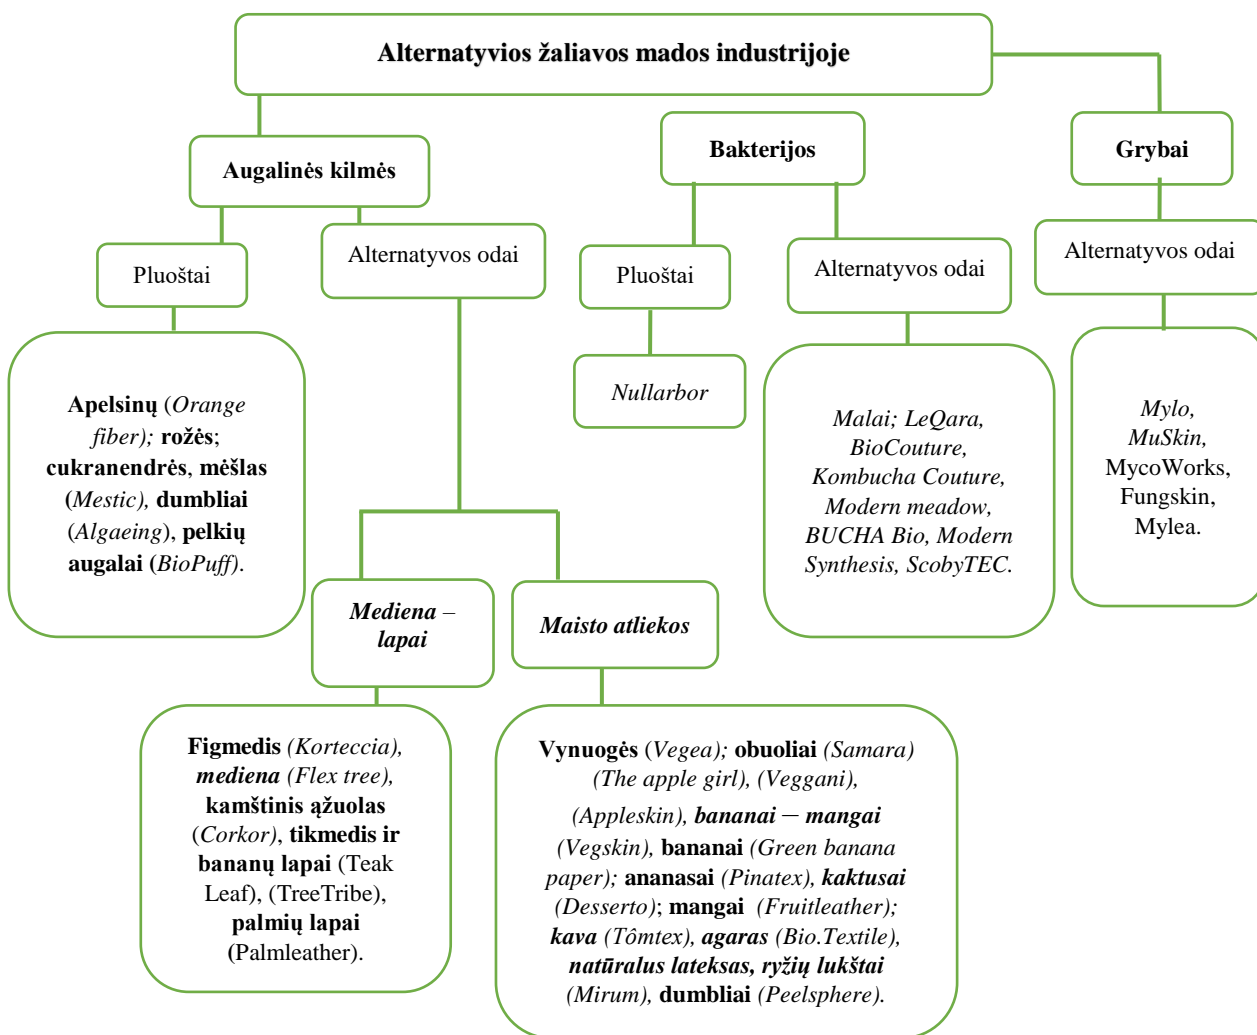 Alternatyvios žaliavos mados industrijoje
Augalinės kilmės
Bakterijos
Grybai
Pluoštai
Alternatyvos odai
Pluoštai
Alternatyvos odai
Alternatyvos odai
Apelsinų (Orange
fiber); rožės;
cukranendrės, mėšlas
(Mestic), dumbliai
(Algaeing), pelkių
augalai (BioPuff).
Nullarbor
Malai; LeQara,
BioCouture,
Kombucha Couture,
Modern meadow,
BUCHA Bio, Modern
Synthesis, ScobyTEC.
Mylo,
MuSkin,
MycoWorks,
Fungskin,
Mylea.
Mediena –
lapai
Maisto atliekos
Figmedis (Korteccia),
mediena (Flex tree),
kamštinis ąžuolas
(Corkor), tikmedis ir
bananų lapai (Teak
Leaf), (TreeTribe),
palmių lapai
(Palmleather).
Vynuogės (Vegea); obuoliai (Samara)
(The apple girl), (Veggani),
(Appleskin), bananai – mangai
(Vegskin), bananai (Green banana
paper); ananasai (Pinatex), kaktusai
(Desserto); mangai (Fruitleather);
kava (Tômtex), agaras (Bio.Textile),
natūralus lateksas, ryžių lukštai
(Mirum), dumbliai (Peelsphere).